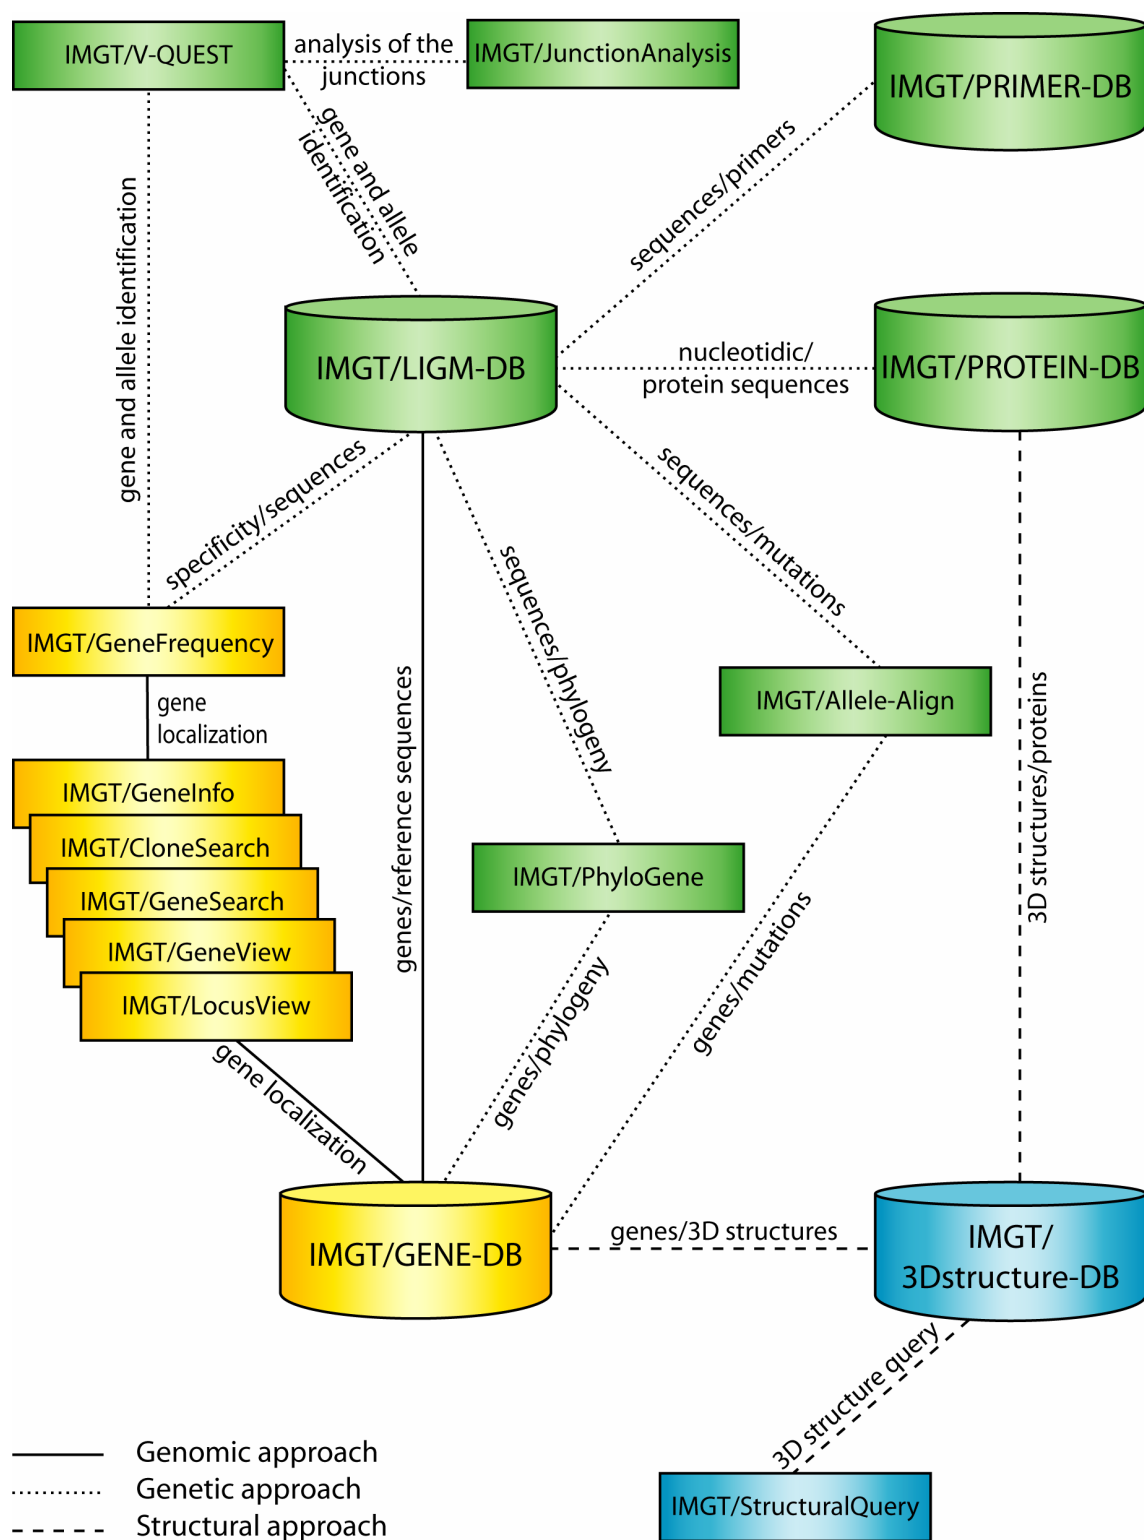 IMGT/V-QUEST
analysis of the
junctions
IMGT/JunctionAnalysis
IMGT/PRIMER-DB
gene and allele
identification
sequences/primers
gene and allele identification
IMGT/LIGM-DB
nucleotidic/
protein sequences
IMGT/PROTEIN-DB
specificity/sequences
sequences/mutations
sequences/phylogeny
IMGT/GeneFrequency
gene
localization
genes/reference sequences
IMGT/Allele-Align
3D structures/proteins
IMGT/GeneInfo
IMGT/CloneSearch
IMGT/GeneSearch
IMGT/GeneView
IMGT/LocusView
IMGT/PhyloGene
genes/mutations
genes/phylogeny
gene localization
IMGT/GENE-DB
genes/3D structures
IMGT/
3Dstructure-DB
3D structure query
Genomic approach
Genetic approach
Structural approach
IMGT/StructuralQuery